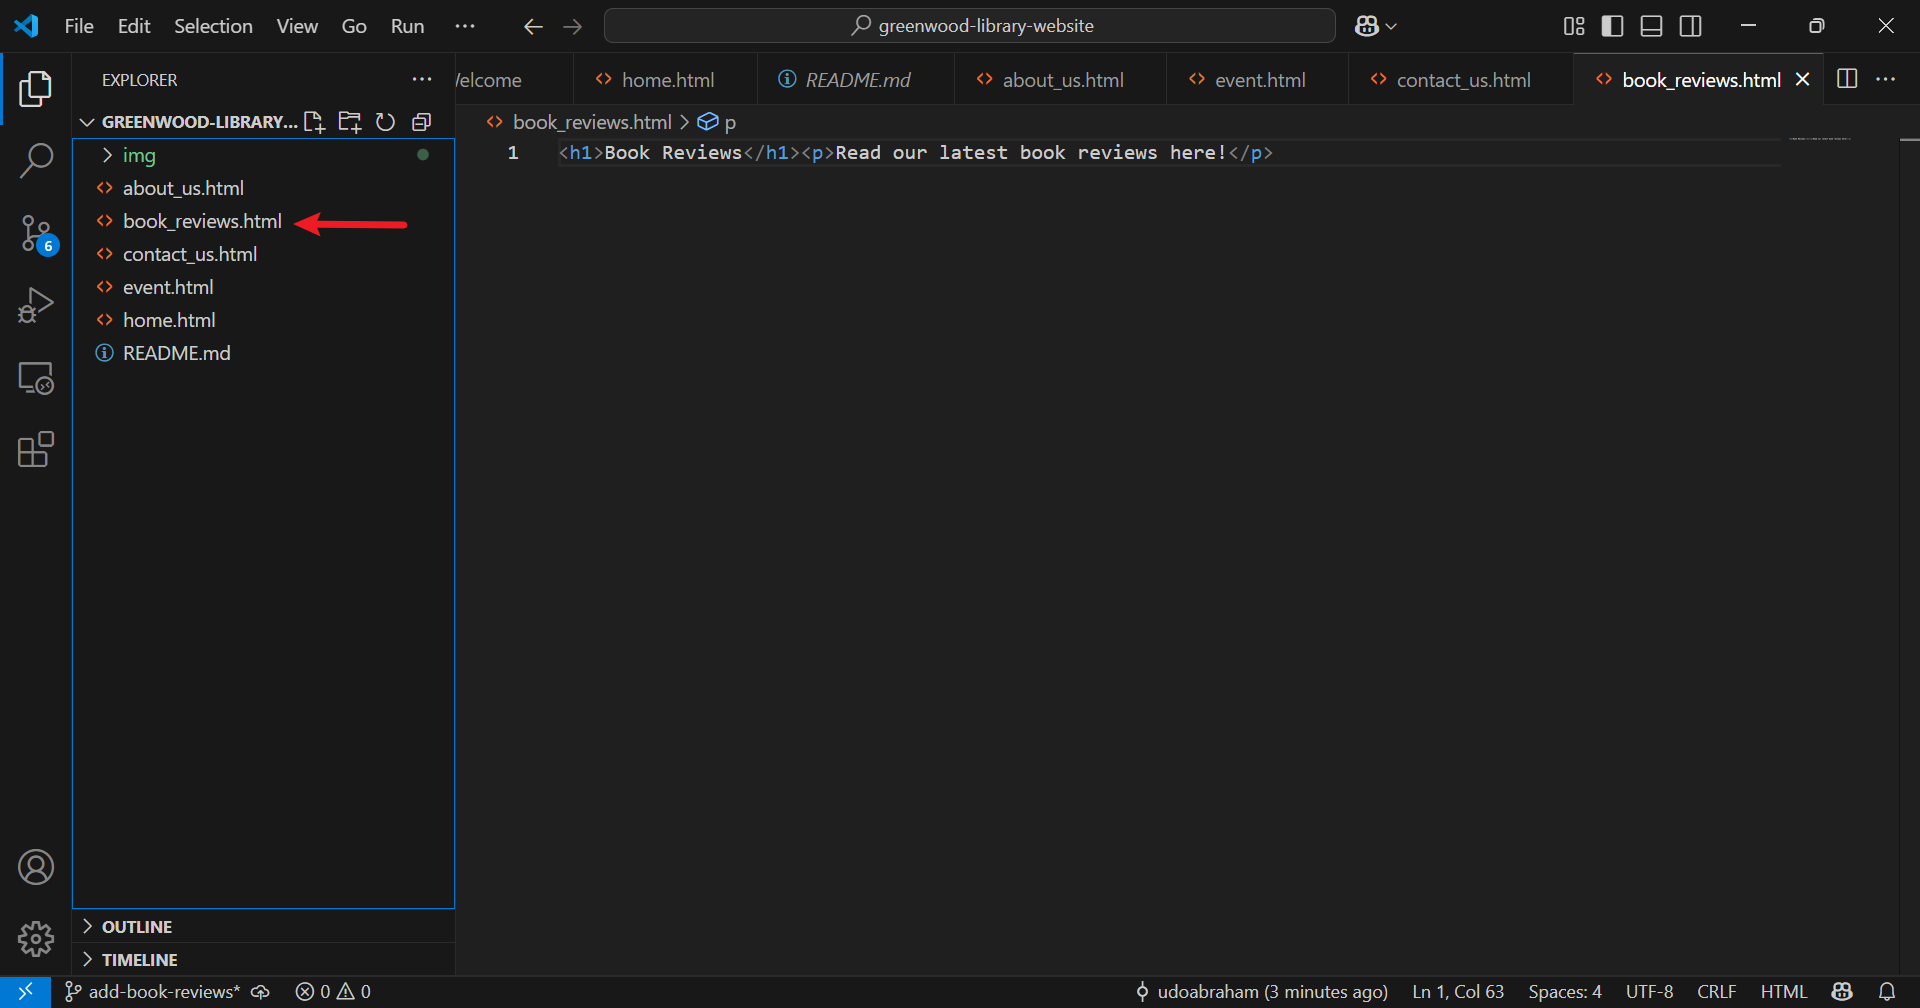 File Edit Selection View Go Run
greenwood-library-website
EXPLORER
GREENWOOD-LIBRARY...
img
about_us.html
book_reviews.html
contact_us.html
event.html
home.html
README.md
OUTLINE
TIMELINE
6
elcome home.html README.md about_us.html event.html contact_us.html book_reviews.html
book_reviews.html > p
1 <h1>Book Reviews</h1><p>Read our latest book reviews here!</p>
add-book-reviews* 0 0 udoabraham (3 minutes ago) Ln 1, Col 63 Spaces: 4 UTF-8 CRLF HTML